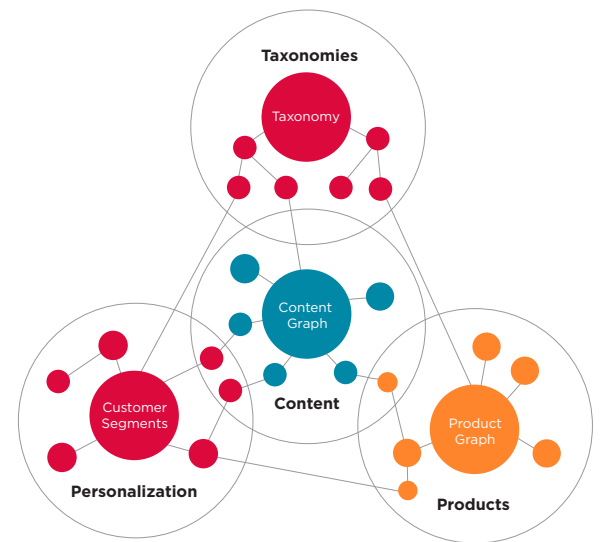 Taxonomies
Taxonomy
Content
Graph
Content
Customer
Segments
Personalization
Product
Graph
Products